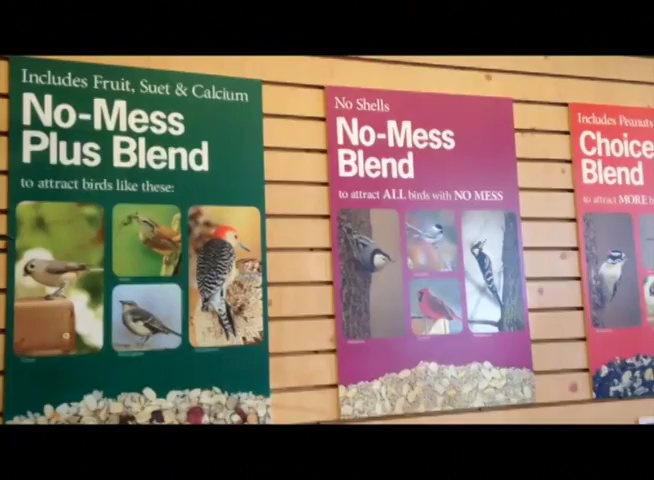 Includes Fruit, Suet & Calcium
No-Mess
Plus Blend
to attract birds like these:
No Shells
No-Mess
Blend
to attract ALL birds with NO MESS
Includes Peanuts
Choice
Blend
to attract MORE